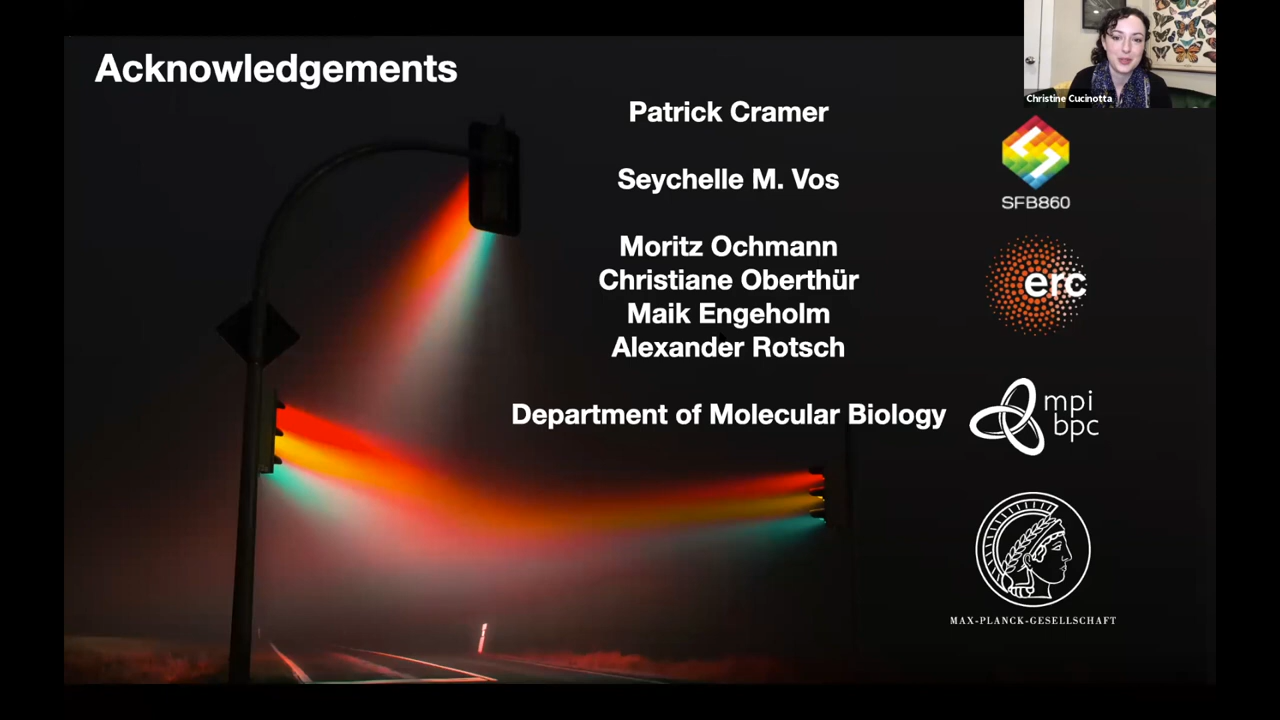 Acknowledgements
Christine Cucinotta
Patrick Cramer
Seychelle M. Vos
SFB860
Moritz Ochmann
Christiane Oberthür
Maik Engeholm
Alexander Rotsch
erc
Department of Molecular Biology
mpi
bpc
MAX-PLANCK-GESELLSCHAFT